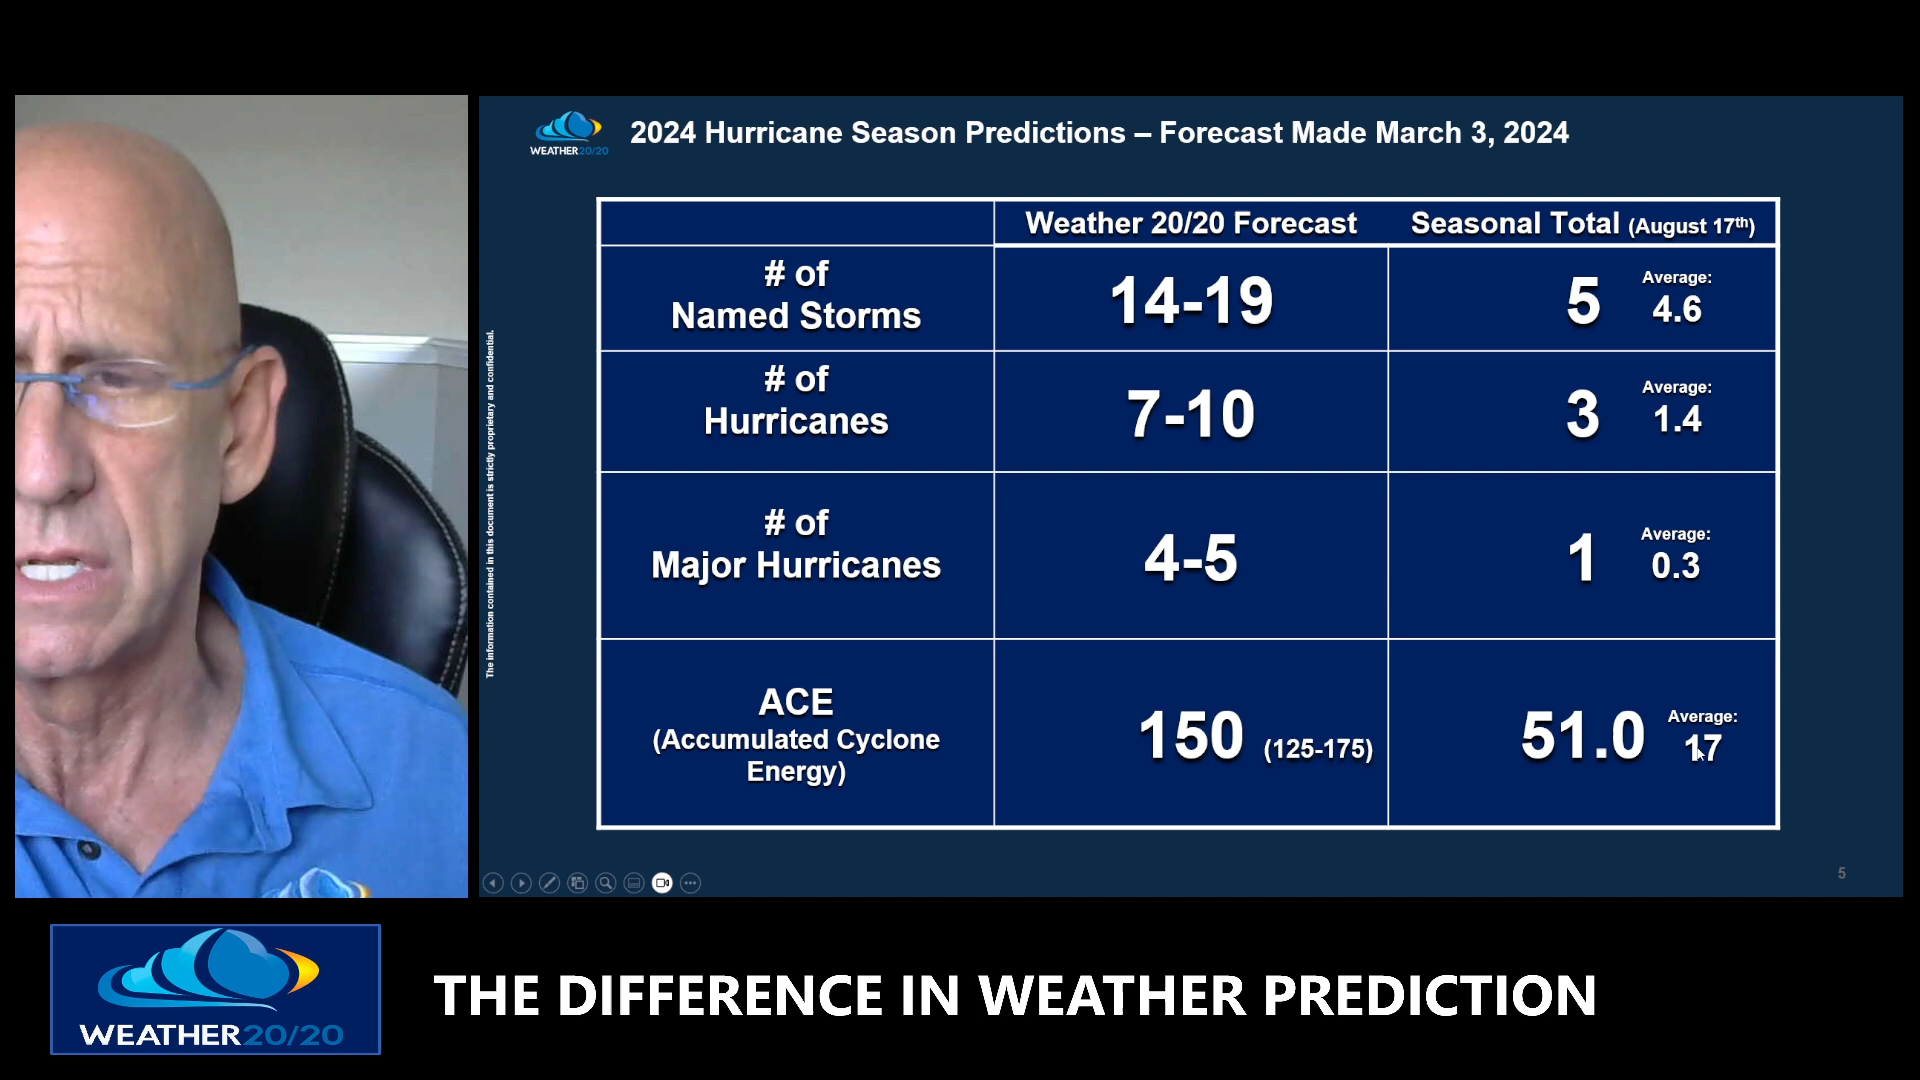 WEATHER20/20
2024 Hurricane Season Predictions – Forecast Made March 3, 2024
Weather 20/20 Forecast
Seasonal Total (August 17th)
# of
Named Storms
14-19
5
Average:
4.6
# of
Hurricanes
7-10
3
Average:
1.4
# of
Major Hurricanes
4-5
1
Average:
0.3
ACE
(Accumulated Cyclone
Energy)
150 (125-175)
51.0
Average:
17
The information contained in this document is strictly proprietary and confidential.
5
WEATHER20/20
THE DIFFERENCE IN WEATHER PREDICTION